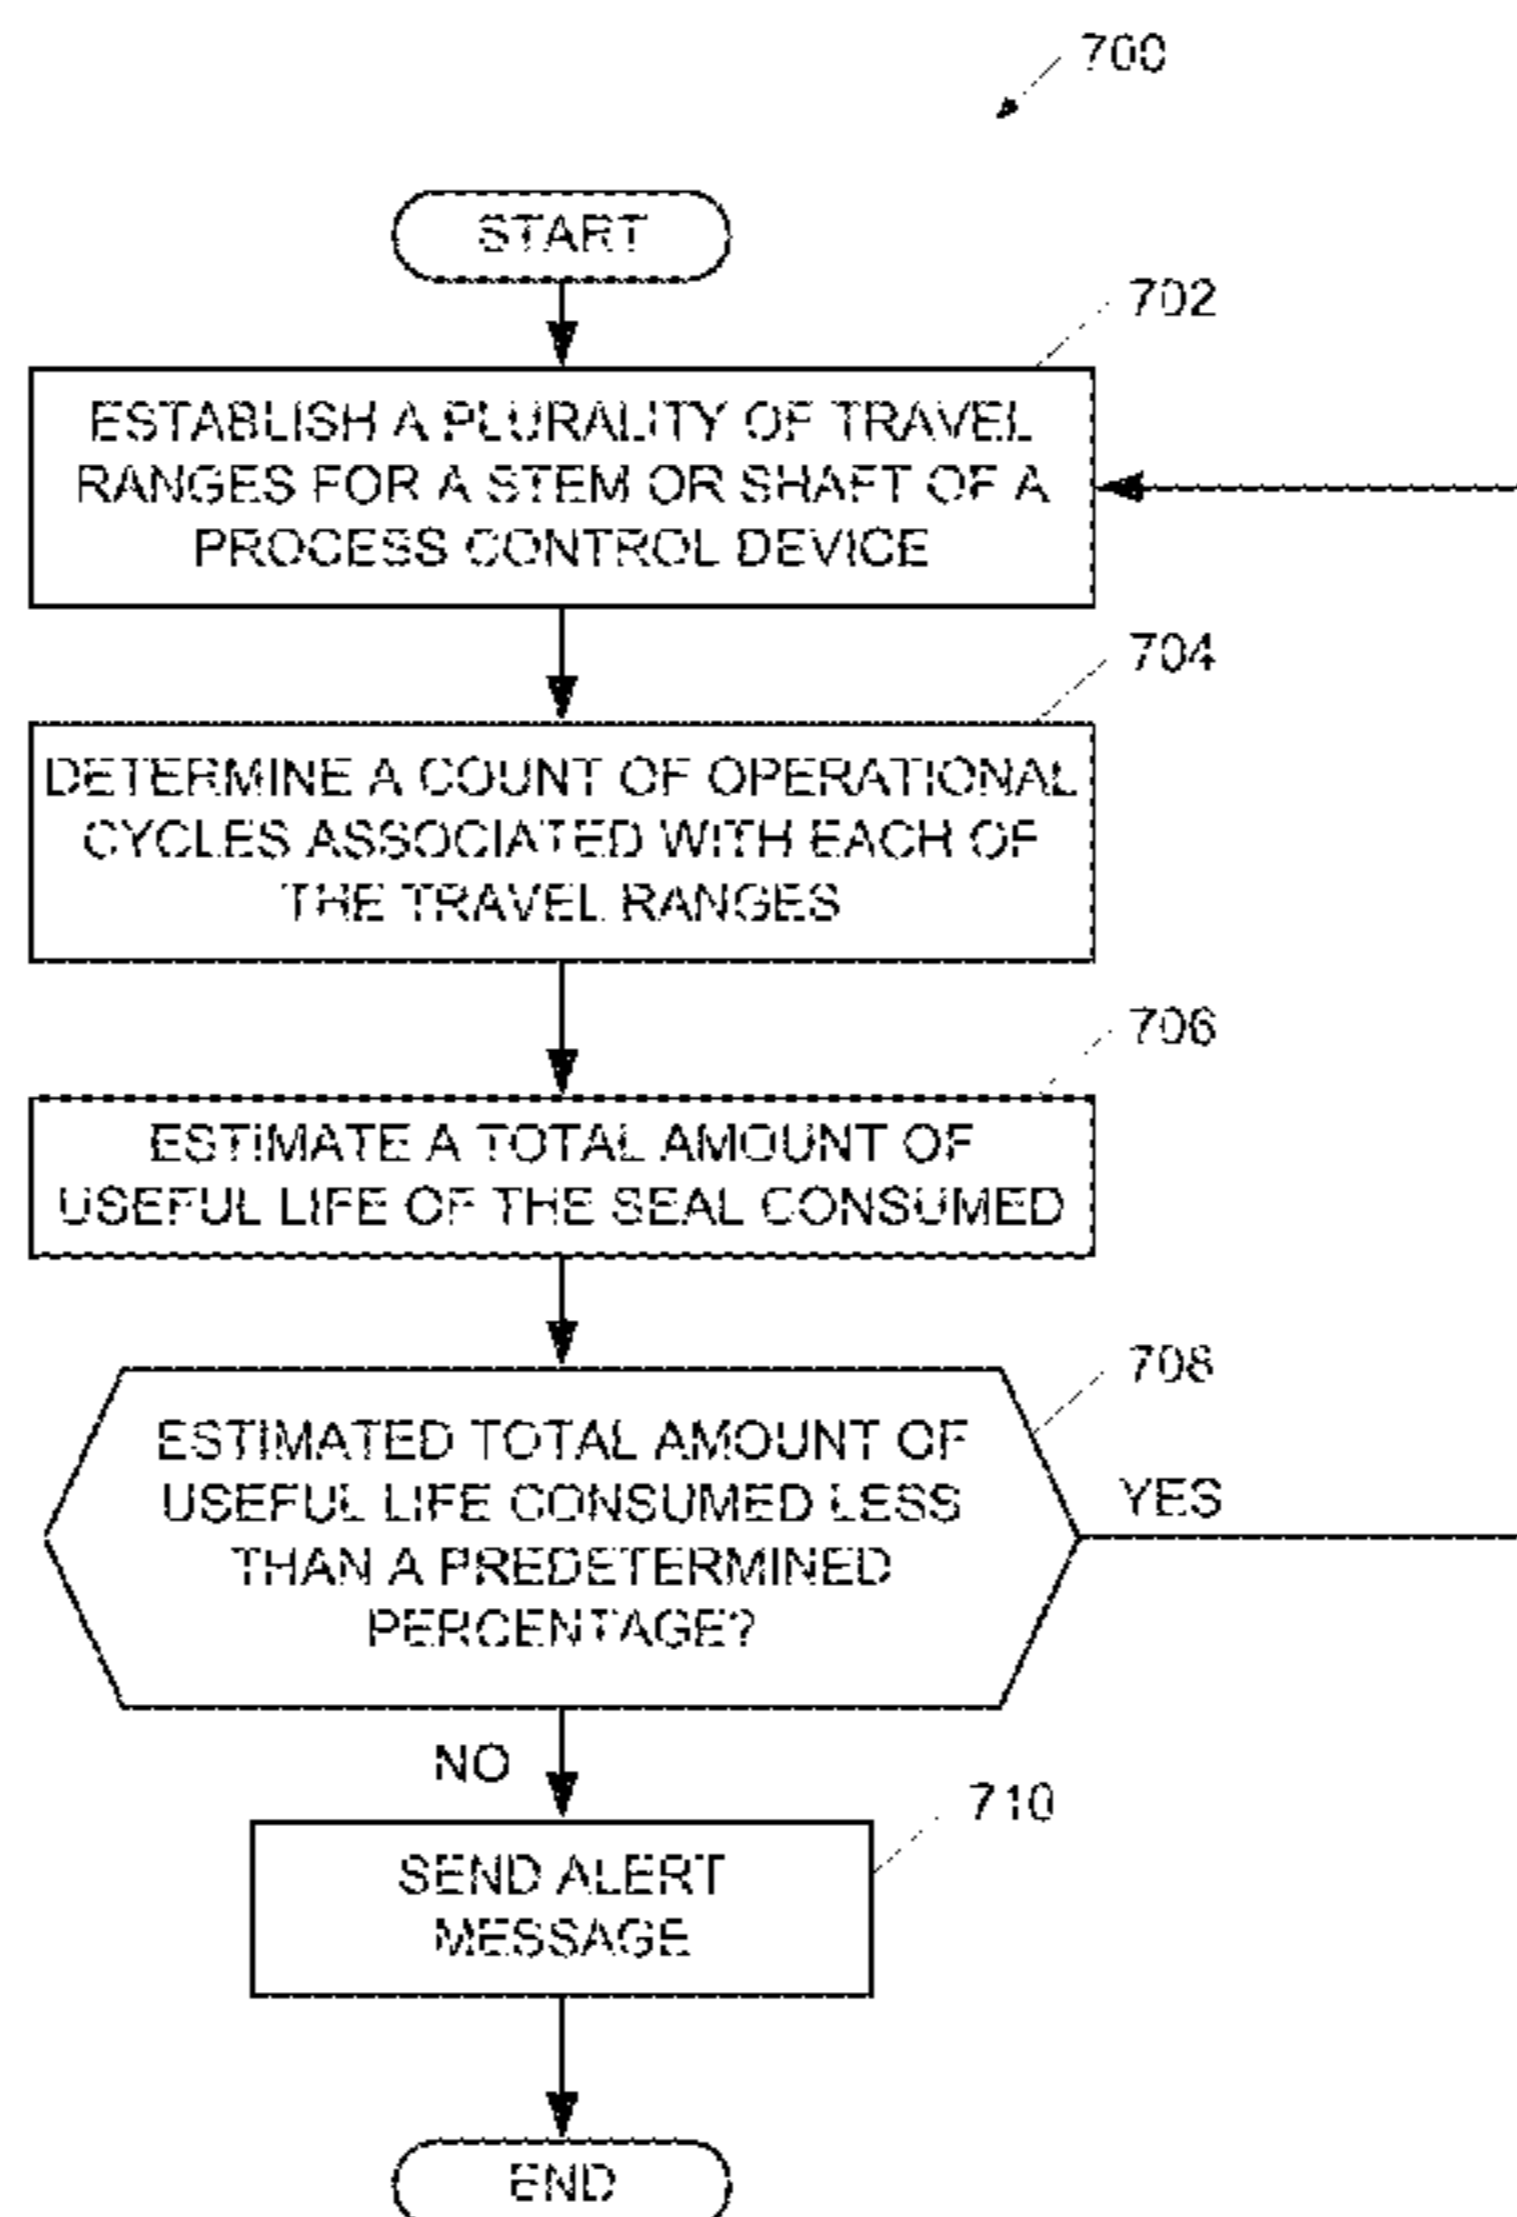 700
START
702
ESTABLISH A PLURALITY OF TRAVEL
RANGES FOR A STEM OR SHAFT OF A
PROCESS CONTROL DEVICE
704
DETERMINE A COUNT OF OPERATIONAL
CYCLES ASSOCIATED WITH EACH OF
THE TRAVEL RANGES
706
ESTIMATE A TOTAL AMOUNT OF
USEFUL LIFE OF THE SEAL CONSUMED
708
ESTIMATED TOTAL AMOUNT OF
USEFUL LIFE CONSUMED LESS
THAN A PREDETERMINED
PERCENTAGE?
YES
NO
710
SEND ALERT
MESSAGE
END